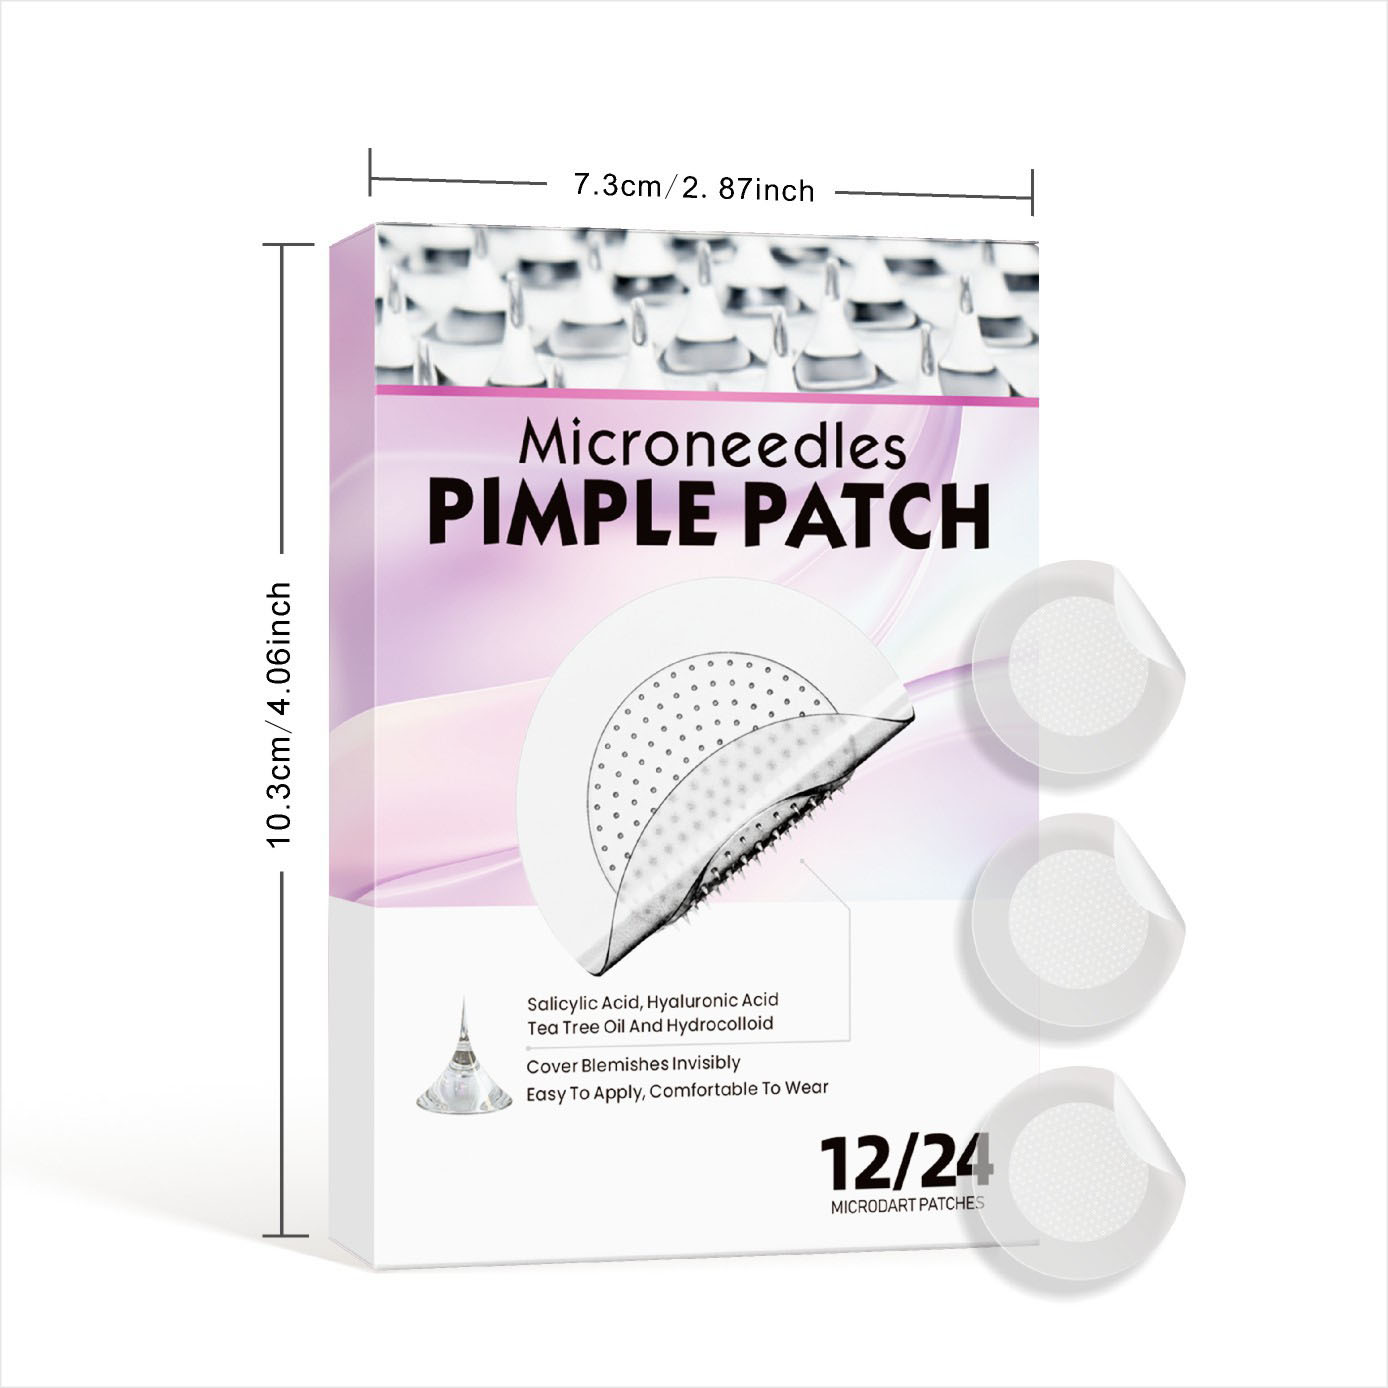 7.3cm/2. 87inch
10.3cm/4.06inch
Microneedles
PIMPLE PATCH
Salicylic Acid, Hyaluronic Acid
Tea Tree Oil And Hydrocolloid
Cover Blemishes Invisibly
Easy To Apply, Comfortable To Wear
12/24
MICRODART PATCHES